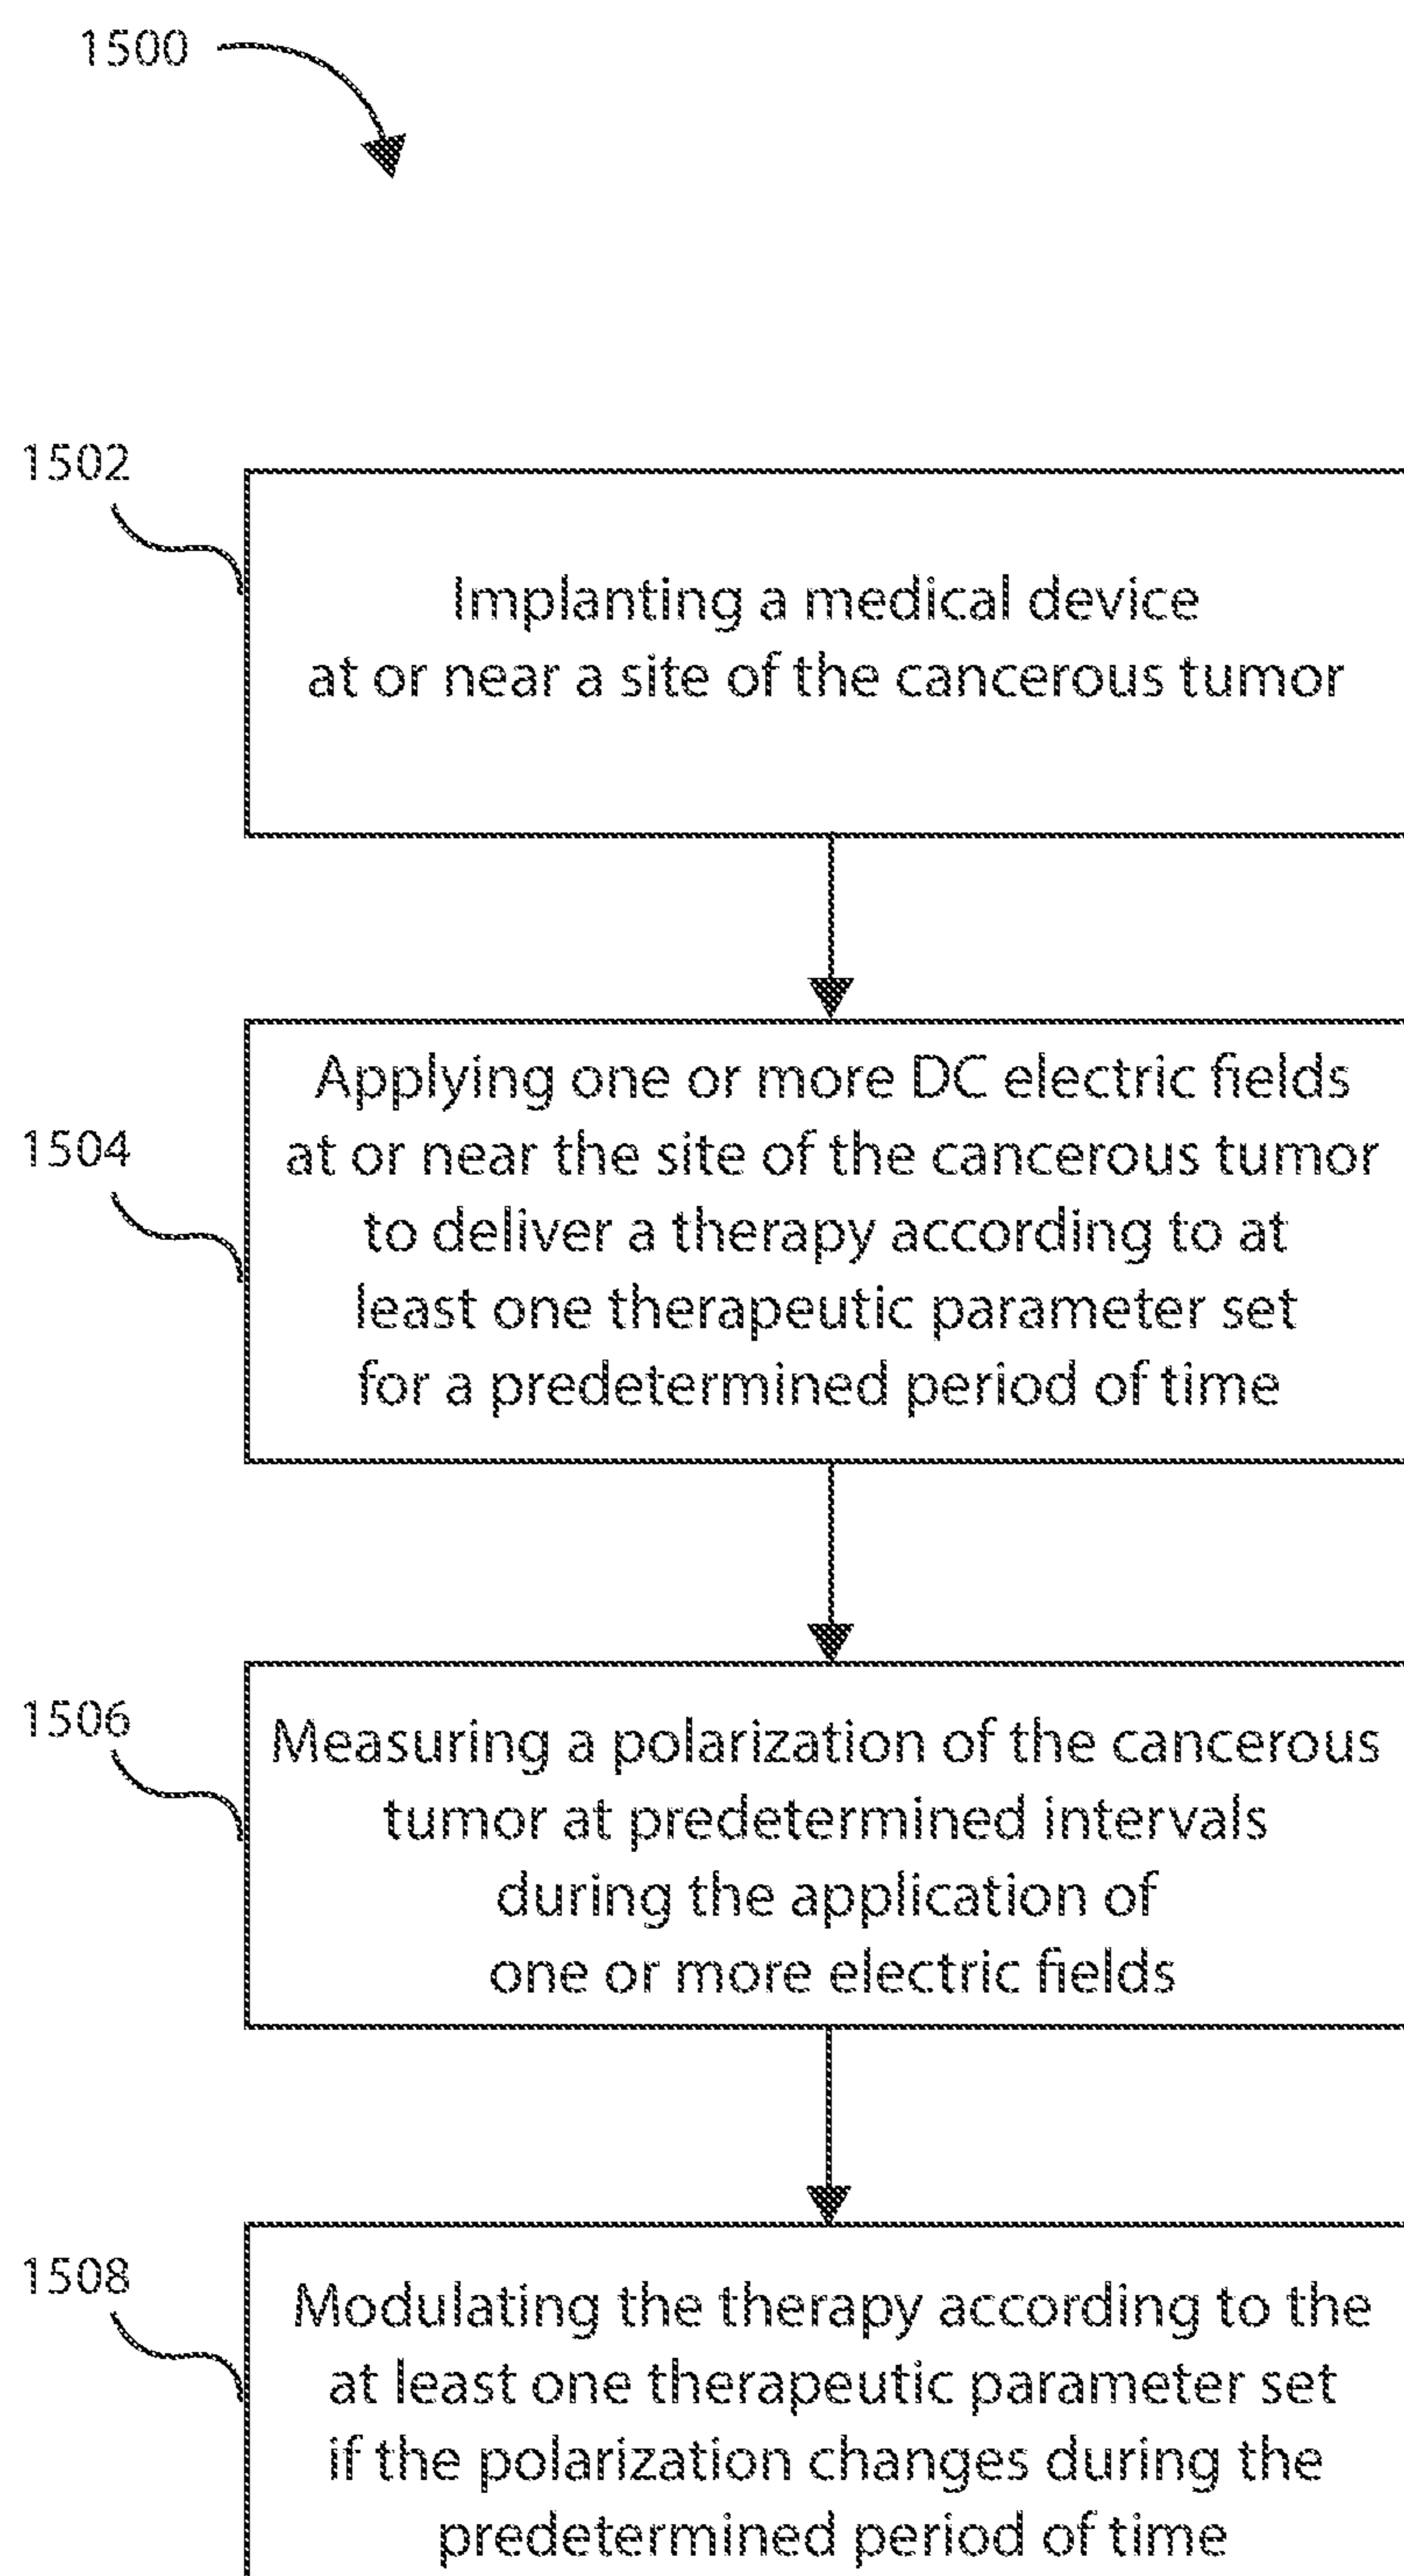 1500
1502
Implanting a medical device
at or near a site of the cancerous tumor
1504
Applying one or more DC electric fields
at or near the site of the cancerous tumor
to deliver a therapy according to at
least one therapeutic parameter set
for a predetermined period of time
1506
Measuring a polarization of the cancerous
tumor at predetermined intervals
during the application of
one or more electric fields
1508
Modulating the therapy according to the
at least one therapeutic parameter set
if the polarization changes during the
predetermined period of time